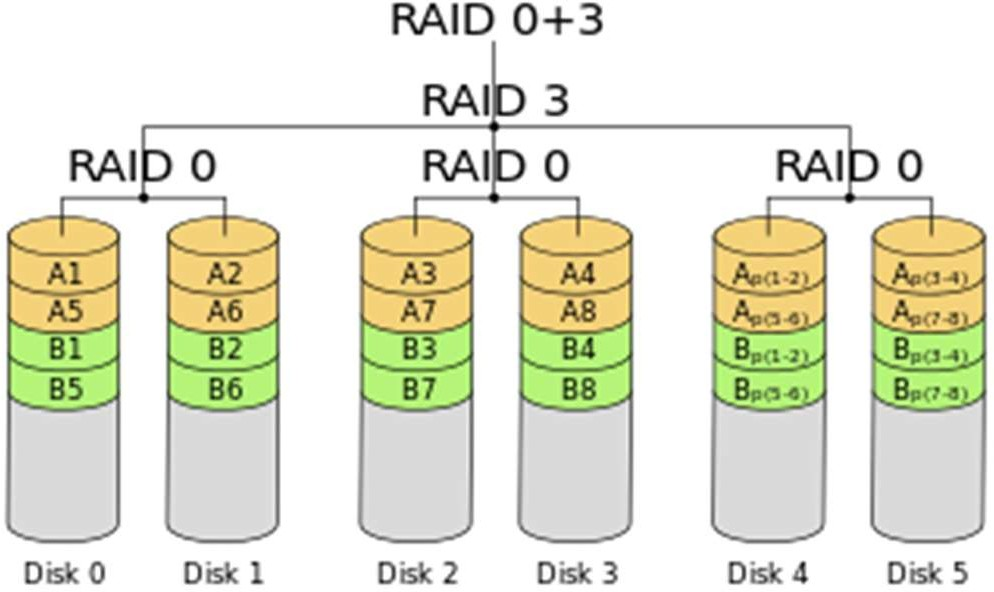 RAID 0+3
RAID 3
RAID 0 RAID 0 RAID 0
A1 A2 A3 A4 Ap(1-2) Ap(3-4)
A5 A6 A7 A8 Ap(5-6) Ap(7-8)
B1 B2 B3 B4 Bp(1-2) Bp(3-4)
B5 B6 B7 B8 Bp(5-6) Bp(7-8)
Disk 0 Disk 1 Disk 2 Disk 3 Disk 4 Disk 5